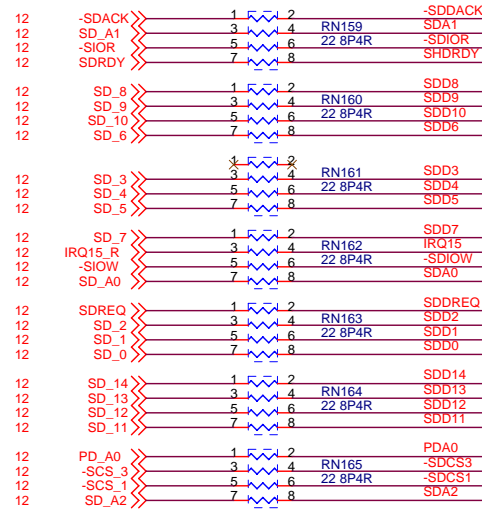 12 -SDACK 1 2 -SDDACK
12 SD_A1 3 4 RN159 SDA1
12 -SIOR 5 6 22 8P4R -SDIOR
12 SDRDY 7 8 SHDRDY
12 SD_8 1 2 SDD8
12 SD_9 3 4 RN160 SDD9
12 SD_10 5 6 22 8P4R SDD10
12 SD_6 7 8 SDD6
1 2
12 SD_3 3 4 RN161 SDD3
12 SD_4 5 6 22 8P4R SDD4
12 SD_5 7 8 SDD5
12 SD_7 1 2 SDD7
12 IRQ15_R 3 4 RN162 IRQ15
12 -SIOW 5 6 22 8P4R -SDIOW
12 SD_A0 7 8 SDA0
12 SDREQ 1 2 SDDREQ
12 SD_2 3 4 RN163 SDD2
12 SD_1 5 6 22 8P4R SDD1
12 SD_0 7 8 SDD0
12 SD_14 1 2 SDD14
12 SD_13 3 4 RN164 SDD13
12 SD_12 5 6 22 8P4R SDD12
12 SD_11 7 8 SDD11
12 PD_A0 1 2 PDA0
12 -SCS_3 3 4 RN165 -SDCS3
12 -SCS_1 5 6 22 8P4R -SDCS1
12 SD_A2 7 8 SDA2